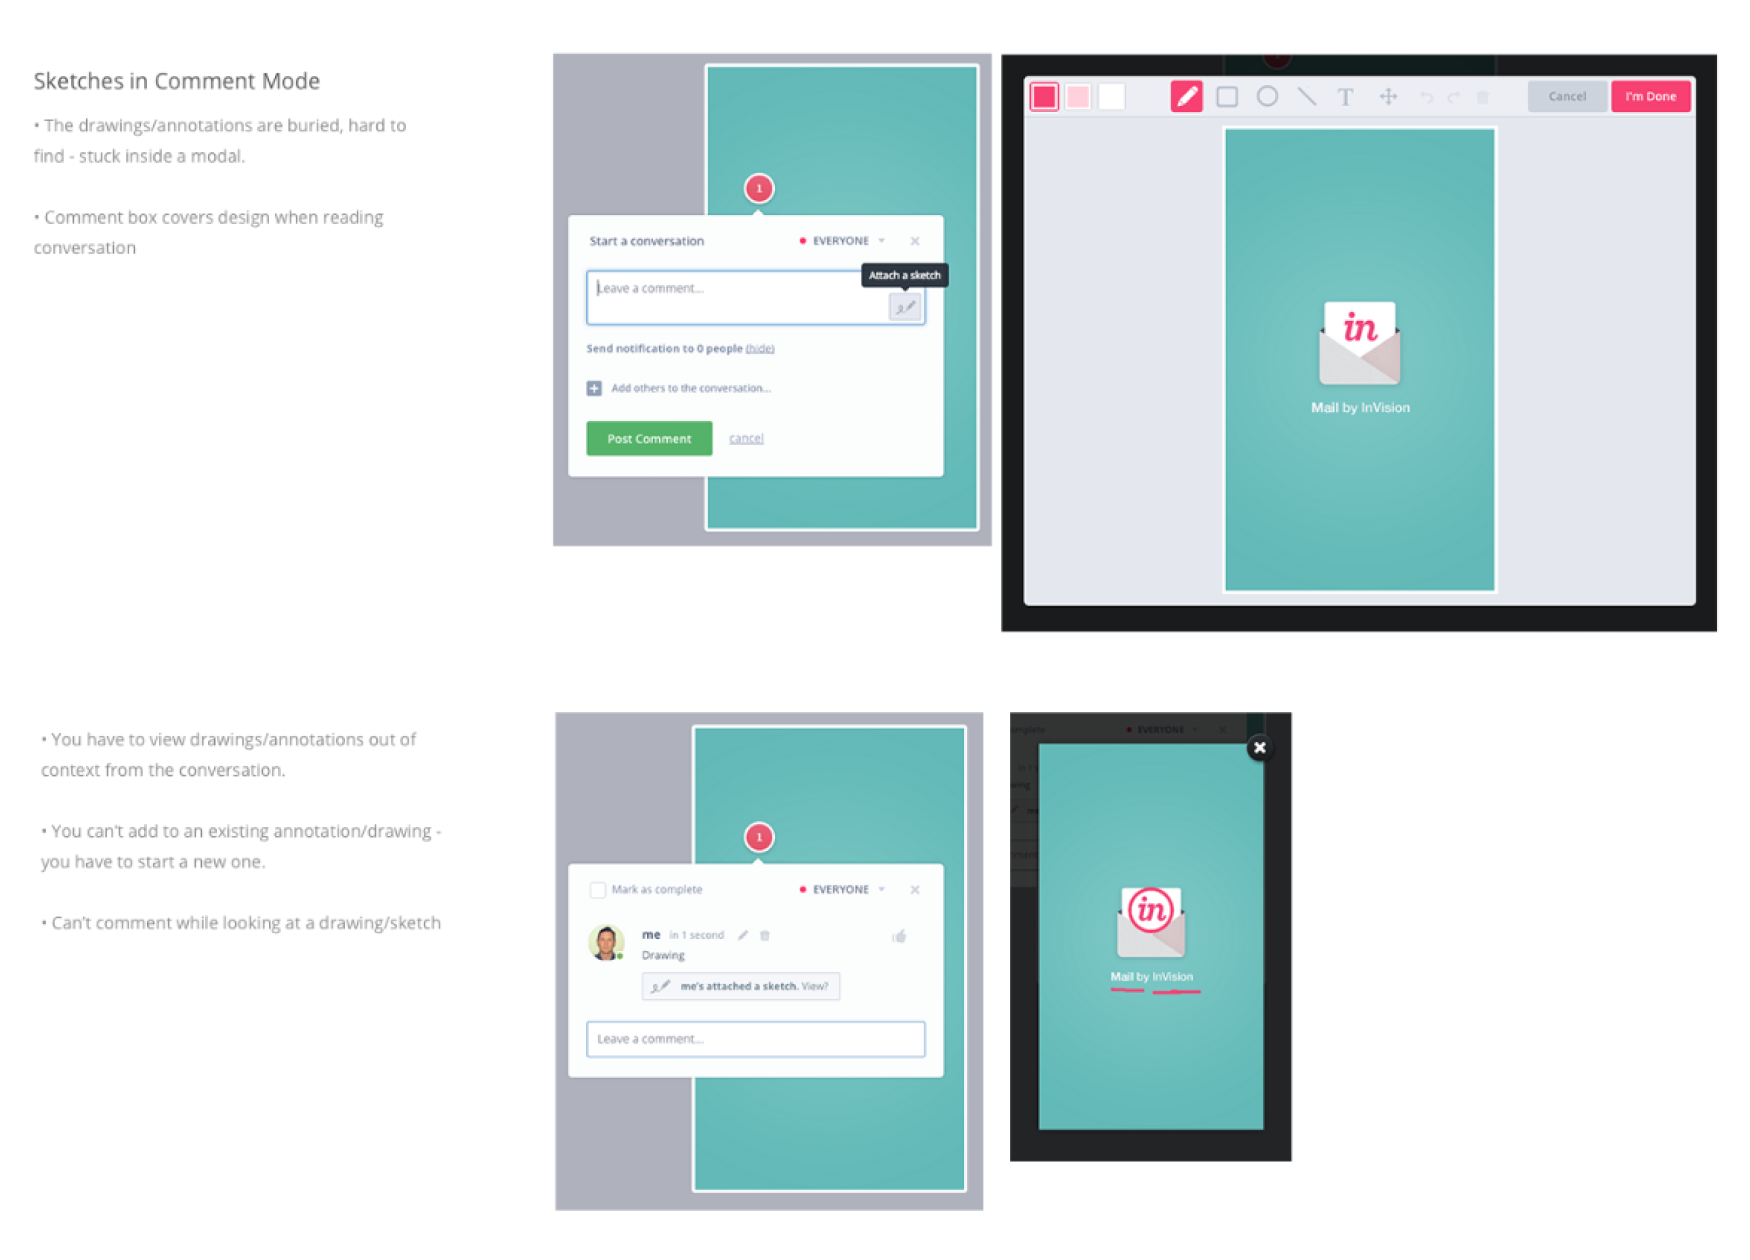 Sketches in Comment Mode
• The drawings/annotations are buried, hard to
find - stuck inside a modal.
• Comment box covers design when reading
conversation
1
Start a conversation
EVERYONE
Attach a sketch
Leave a comment...
Send notification to 0 people (hide)
Add others to the conversation...
Post Comment
cancel
T
Cancel
I'm Done
in
Mail by InVision
• You have to view drawings/annotations out of
context from the conversation.
• You can't add to an existing annotation/drawing -
you have to start a new one.
• Can't comment while looking at a drawing/sketch
1
Mark as complete
EVERYONE
me in 1 second
Drawing
me's attached a sketch. View?
Leave a comment...
EVERYONE
in
Mail by InVision